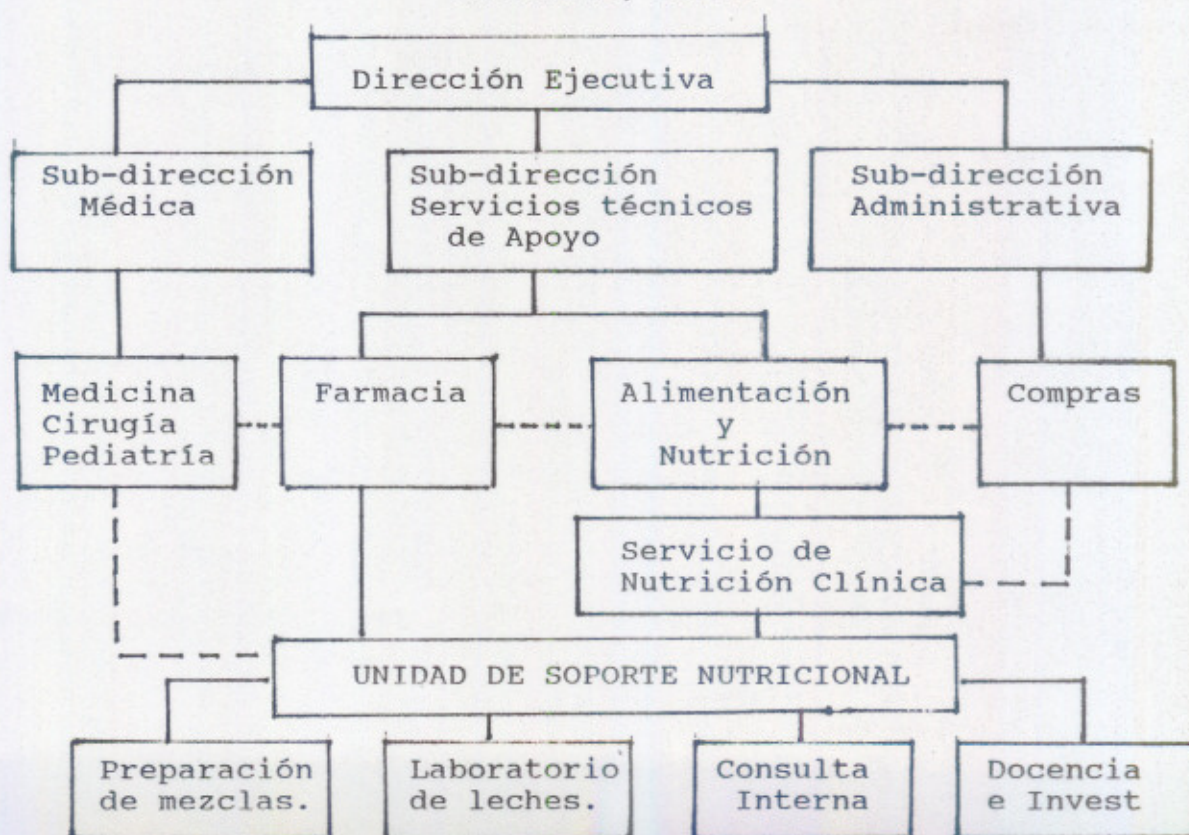 Dirección Ejecutiva
Sub-dirección
Médica
Sub-dirección
Servicios técnicos
de Apoyo
Sub-dirección
Administrativa
Medicina
Cirugía
Pediatría
Farmacia
Alimentación
y
Nutrición
Compras
Servicio de
Nutrición Clínica
UNIDAD DE SOPORTE NUTRICIONAL
Preparación
de mezclas.
Laboratorio
de leches.
Consulta
Interna
Docencia
e Invest